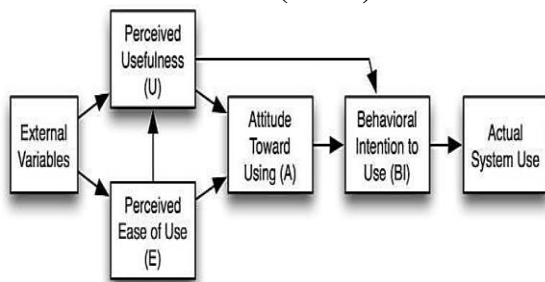 Perceived
Usefulness
(U)
External
Variables
Perceived
Ease of Use
(E)
Attitude
Toward
Using (A)
Behavioral
Intention to
Use (BI)
Actual
System Use